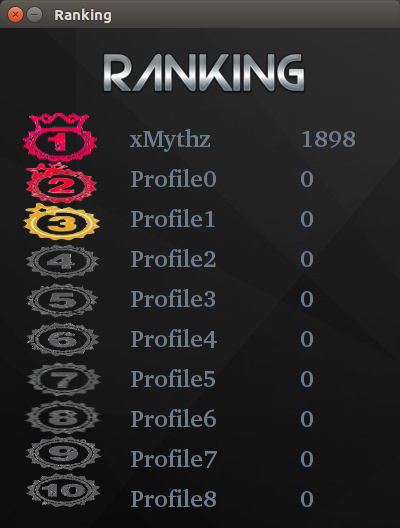 Ranking
RANKING
1 xMythz 1898
2 Profile0 0
3 Profile1 0
4 Profile2 0
5 Profile3 0
6 Profile4 0
7 Profile5 0
8 Profile6 0
9 Profile7 0
10 Profile8 0